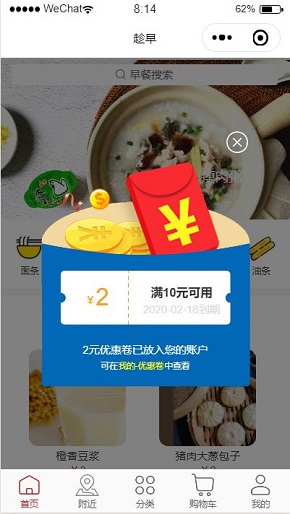 WeChat
8:14
62%
趁早
早餐搜索
面条
油条
¥2
满10元可用
2020-02-18到期
2元优惠卷已放入您的账户
可在我的-优惠卷中查看
橙香豆浆
猪肉大葱包子
首页
附近
分类
购物车
我的